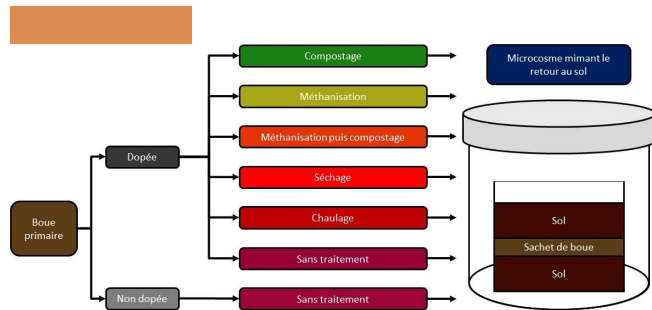 Compostage
Microcosme mimant le
retour au sol
Méthanisation
Méthanisation puis compostage
Dopée
Séchage
Boue
primaire
Chaulage
Sol
Sachet de boue
Sans traitement
Sol
Non dopée
Sans traitement